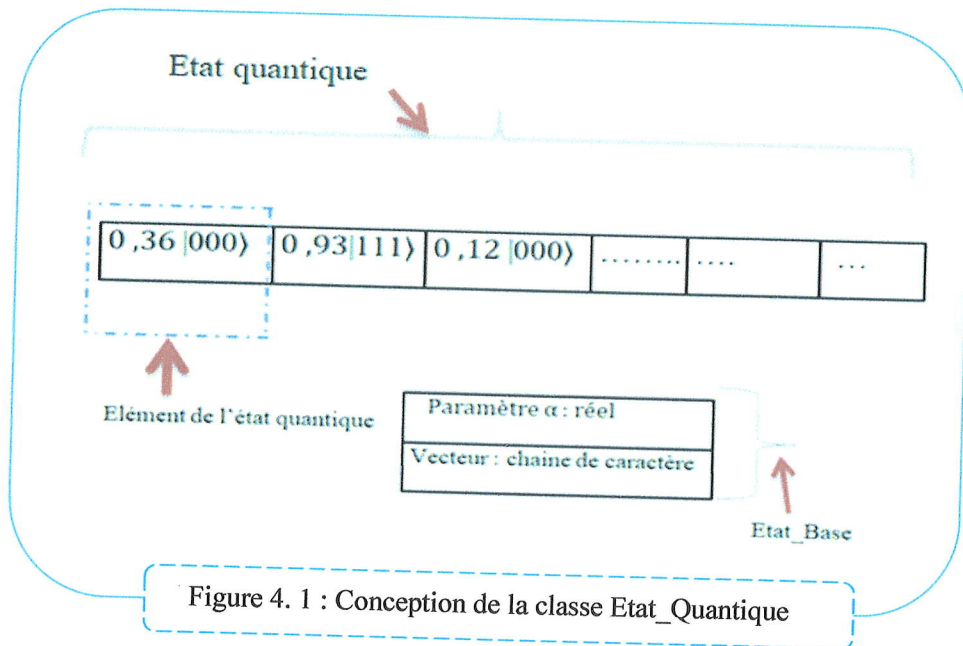 Etat quantique
0 ,36 |000⟩ 0 ,93|111⟩ 0 ,12 |000⟩ ........ .... ...
Elément de l'état quantique
Paramètre α : réel
Vecteur : chaine de caractère
Etat_Base
Figure 4. 1 : Conception de la classe Etat_Quantique